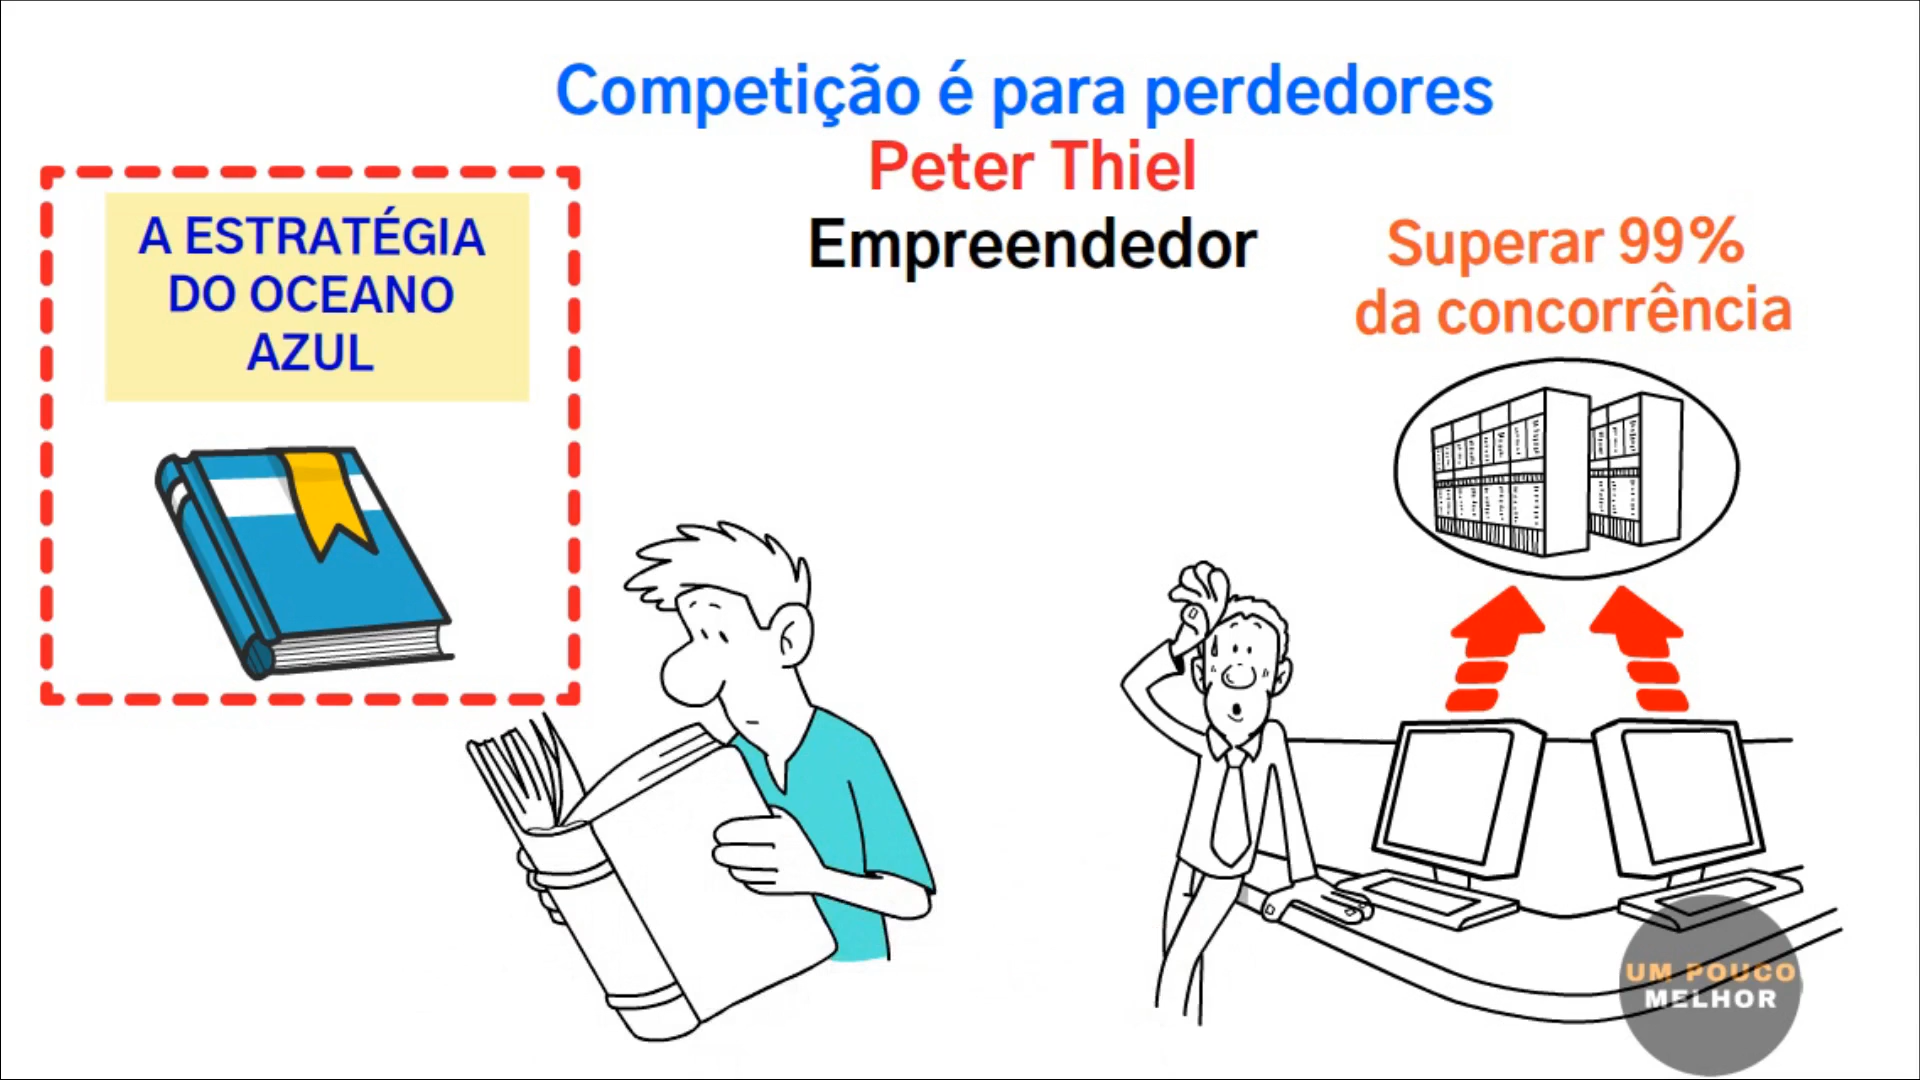 Competição é para perdedores
Peter Thiel
Empreendedor
A ESTRATÉGIA
DO OCEANO
AZUL
Superar 99%
da concorrência
UM POUCO
MELHOR